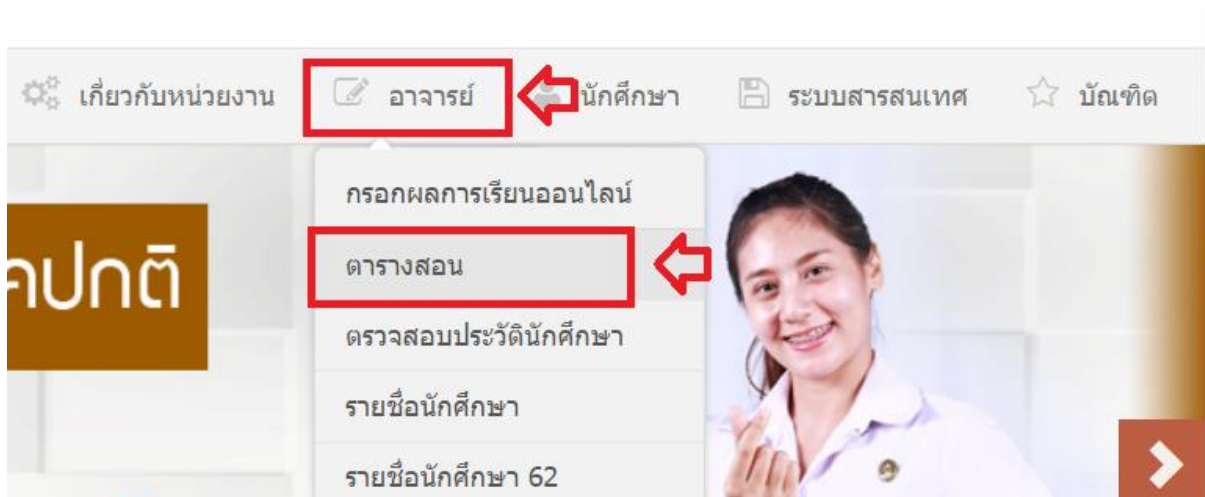 เกี่ยวกับหน่วยงาน อาจารย์ นักศึกษา ระบบสารสนเทศ บัณฑิต
กรอกผลการเรียนออนไลน์
ตารางสอน
ตรวจสอบประวัตินักศึกษา
รายชื่อนักศึกษา
รายชื่อนักศึกษา 62
คปกติ